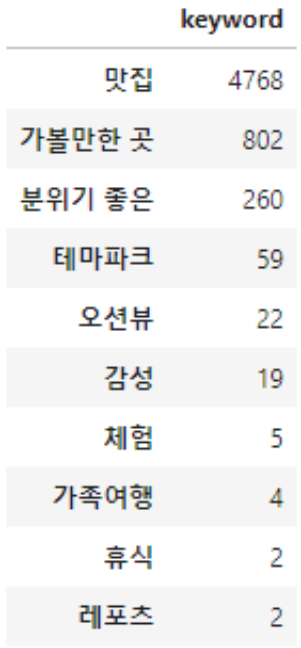 keyword
맛집 4768
가볼만한 곳 802
분위기 좋은 260
테마파크 59
오션뷰 22
감성 19
체험 5
가족여행 4
휴식 2
레포츠 2